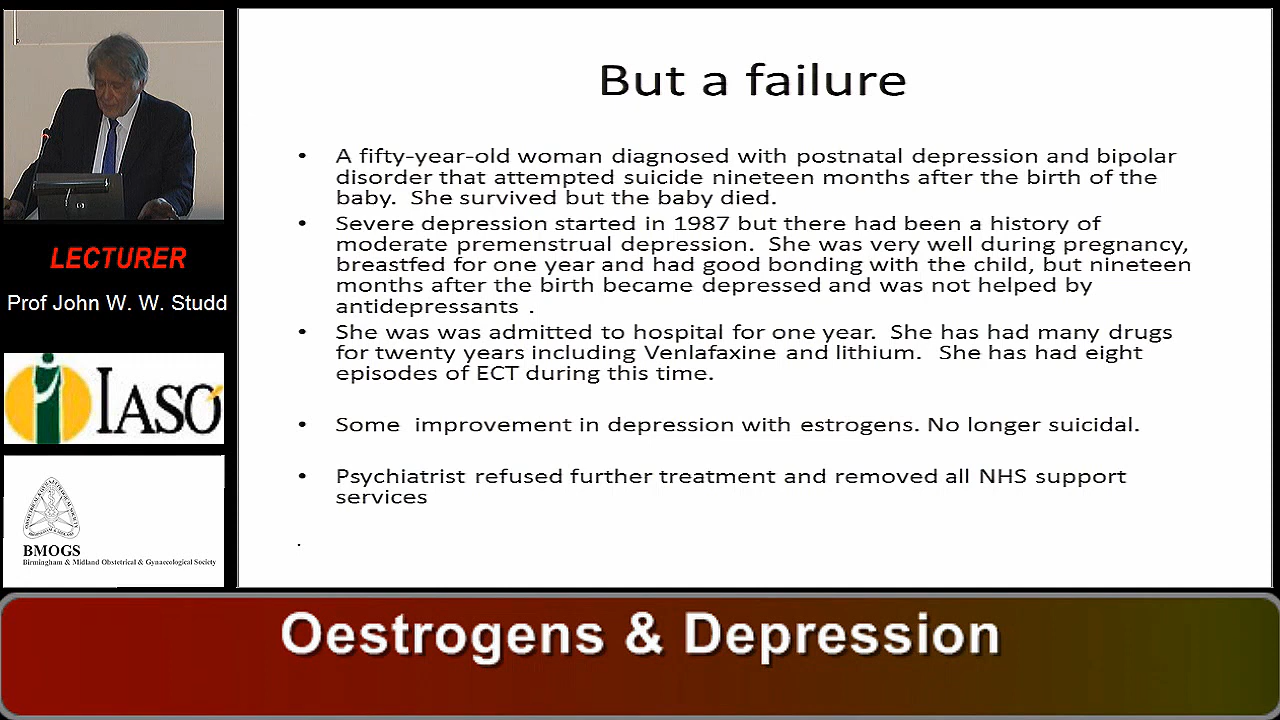 But a failure
• A fifty-year-old woman diagnosed with postnatal depression and bipolar
disorder that attempted suicide nineteen months after the birth of the
baby.  She survived but the baby died.
• Severe depression started in 1987 but there had been a history of
moderate premenstrual depression.  She was very well during pregnancy,
breastfed for one year and had good bonding with the child, but nineteen
months after the birth became depressed and was not helped by
antidepressants .
• She was was admitted to hospital for one year.  She has had many drugs
for twenty years including Venlafaxine and lithium.  She has had eight
episodes of ECT during this time.
• Some  improvement in depression with estrogens. No longer suicidal.
• Psychiatrist refused further treatment and removed all NHS support
services
.
LECTURER
Prof John W. W. Studd
IASO
BMOGS
Birmingham & Midland Obstetrical & Gynaecological Society
Oestrogens & Depression